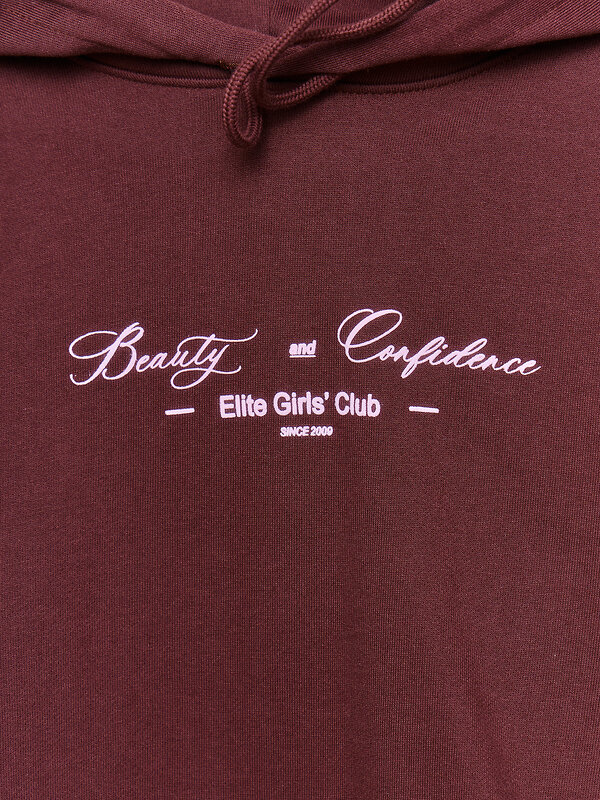 Beauty and Confidence
— Elite Girls' Club —
SINCE 2009